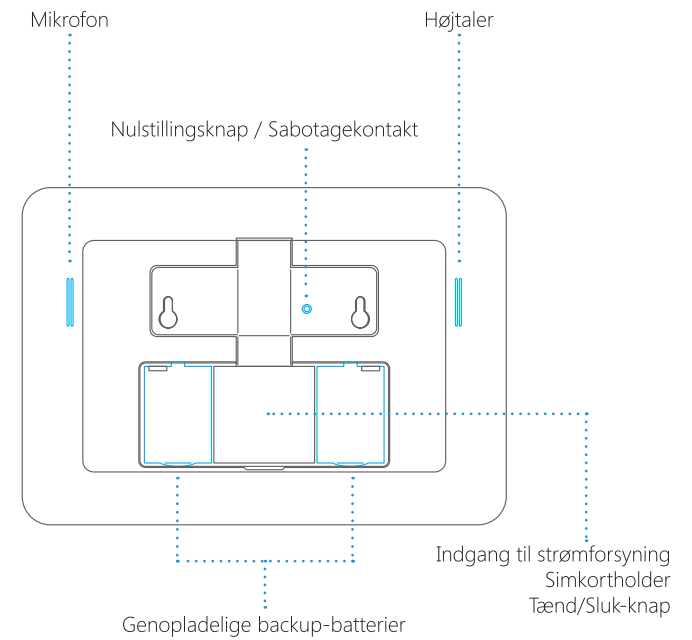 Mikrofon
Højtaler
Nulstillingsknap / Sabotagekontakt
Indgang til strømforsyning
Simkortholder
Tænd/Sluk-knap
Genopladelige backup-batterier